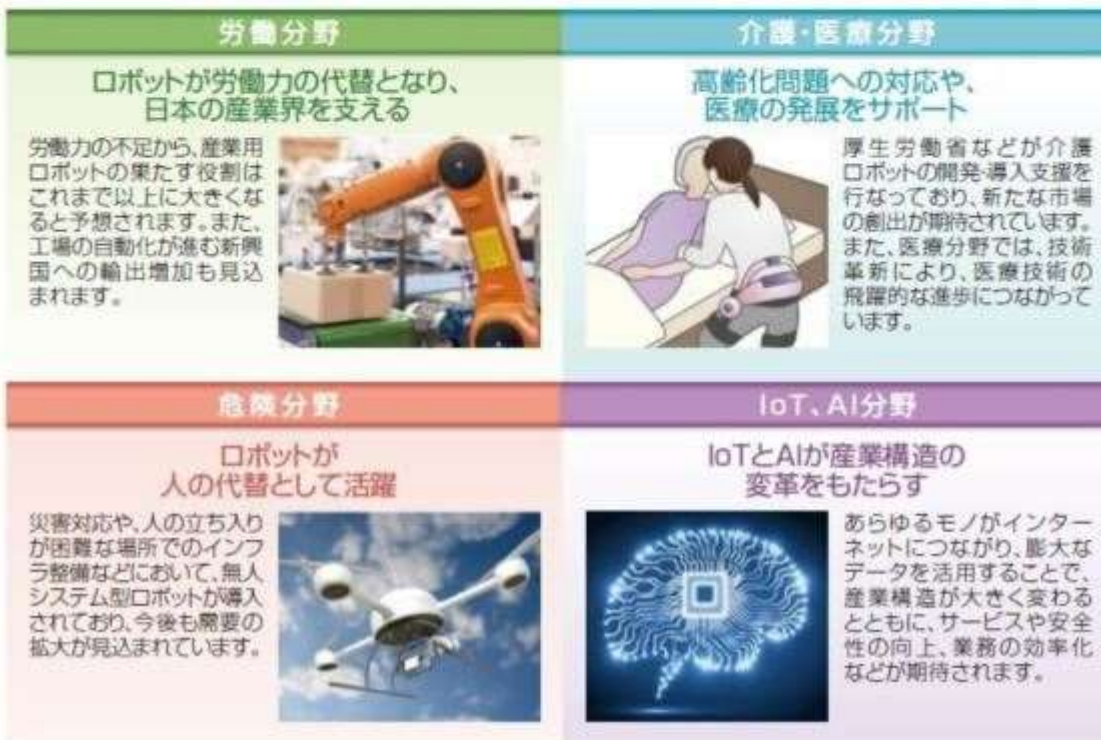 労働分野
ロボットが労働力の代替となり、
日本の産業界を支える
労働力の不足から、産業用
ロボットの果たす役割は
これまで以上に大きくな
ると予想されます。また、
工場の自動化が進む新興
国への輸出増加も見込
まれます。
介護・医療分野
高齢化問題への対応や、
医療の発展をサポート
厚生労働省などが介護
ロボットの開発・導入支援を
行なっており、新たな市場
の創出が期待されています。
また、医療分野では、技術
革新により、医療技術の
飛躍的な進歩につながって
います。
危険分野
ロボットが
人の代替として活躍
災害対応や、人の立ち入り
が困難な場所でのインフ
ラ整備などにおいて、無人
システム型ロボットが導入
されており、今後も需要の
拡大が見込まれています。
IoT、AI分野
IoTとAIが産業構造の
変革をもたらす
あらゆるモノがインター
ネットにつながり、膨大な
データを活用することで、
産業構造が大きく変わる
とともに、サービスや安全
性の向上、業務の効率化
などが期待されます。